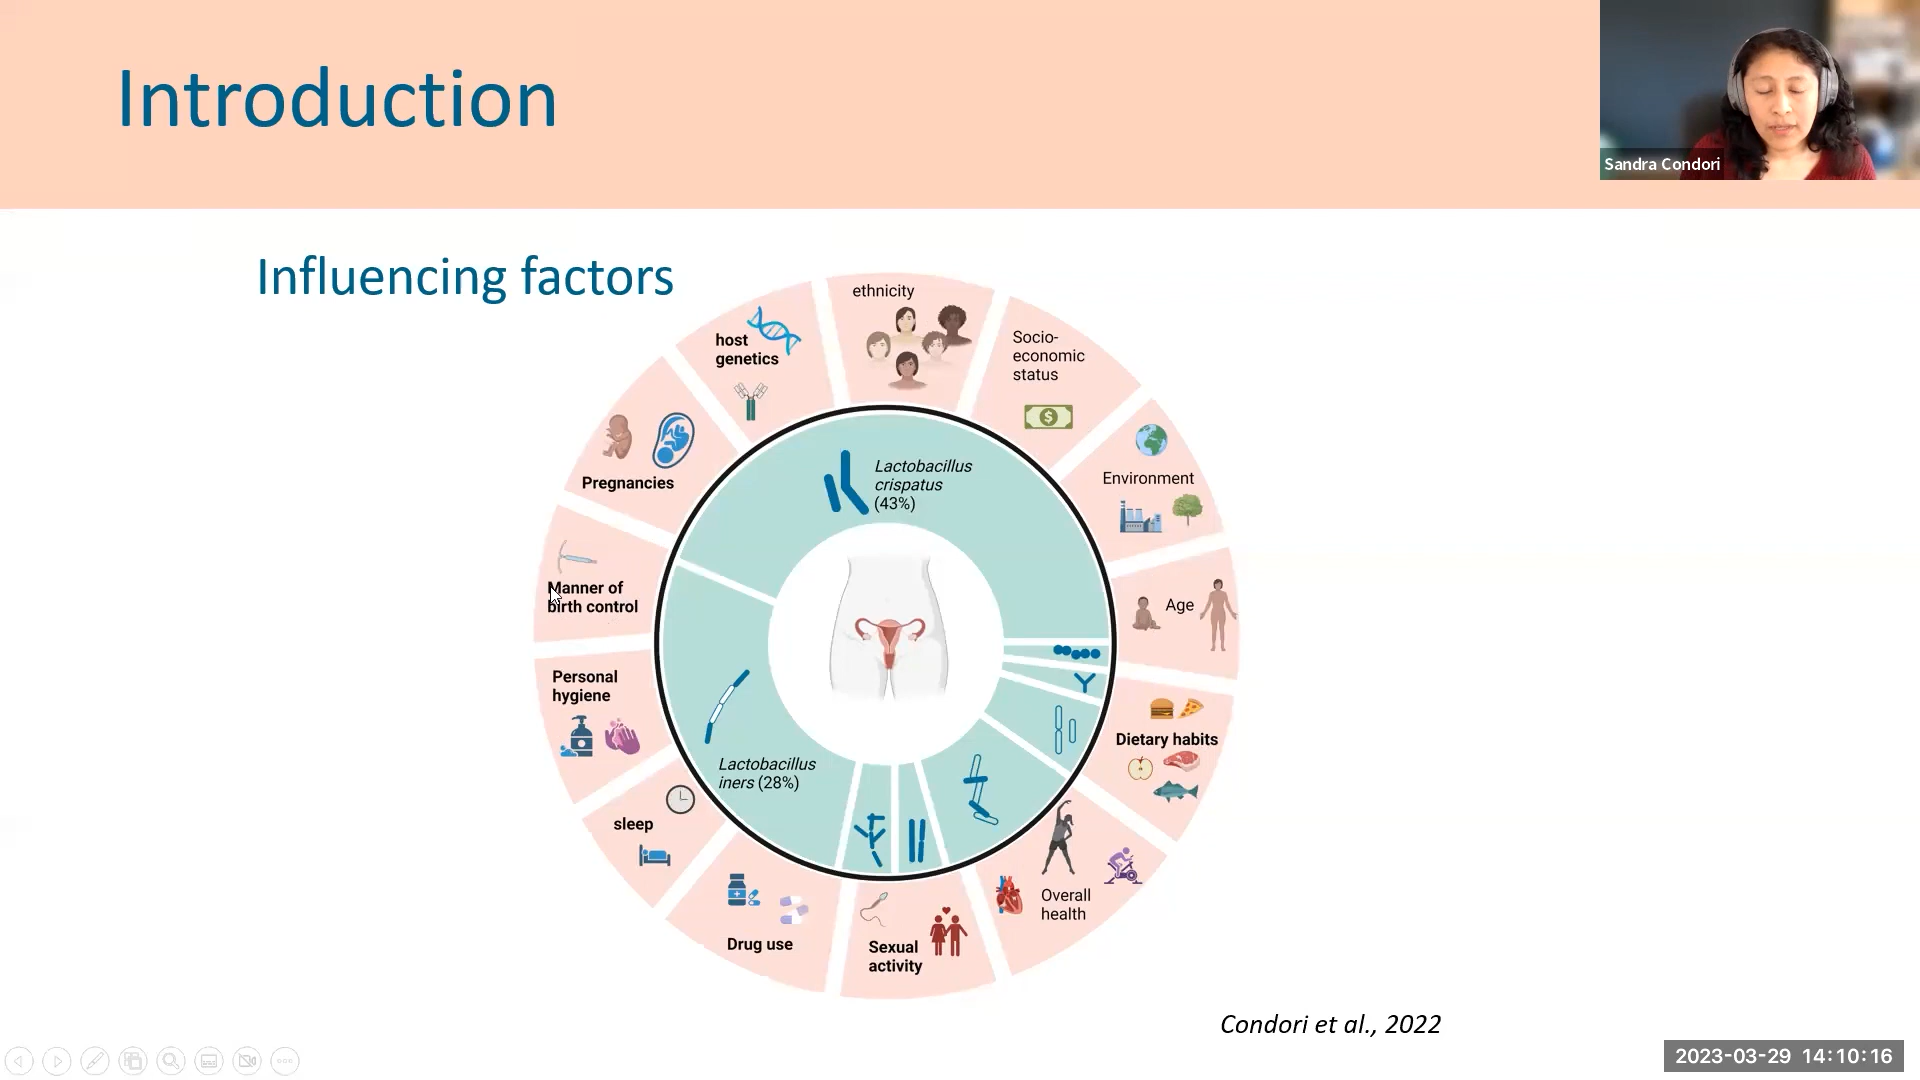 Introduction
Sandra Condori
Influencing factors
ethnicity
host
genetics
Socio-
economic
status
Pregnancies
Lactobacillus
crispatus
(43%)
Environment
Manner of
birth control
Age
Personal
hygiene
Dietary habits
Lactobacillus
iners (28%)
sleep
Overall
health
Drug use
Sexual
activity
Condori et al., 2022
2023-03-29 14:10:16